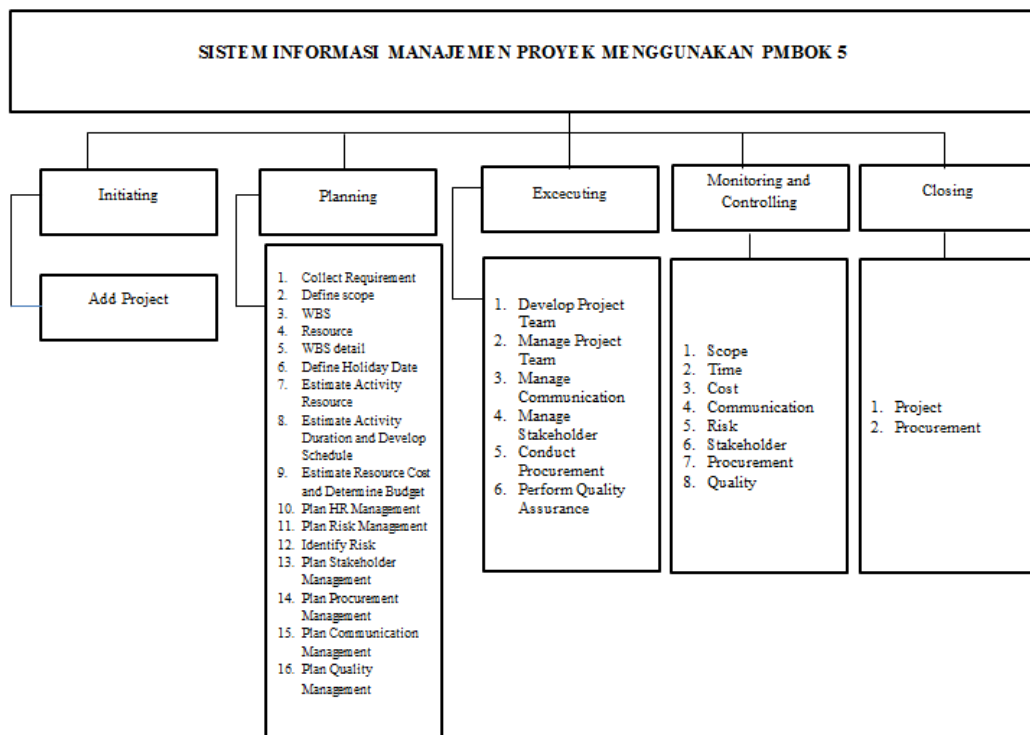 SISTEM INFORMASI MANAJEMEN PROYEK MENGGUNAKAN PMBOK 5
Initiating
Planning
Excecuting
Monitoring and
Controlling
Closing
Add Project
1. Collect Requirement
2. Define scope
3. WBS
4. Resource
5. WBS detail
6. Define Holiday Date
7. Estimate Activity
Resource
8. Estimate Activity
Duration and Develop
Schedule
9. Estimate Resource Cost
and Determine Budget
10. Plan HR Management
11. Plan Risk Management
12. Identify Risk
13. Plan Stakeholder
Management
14. Plan Procurement
Management
15. Plan Communication
Management
16. Plan Quality
Management
1. Develop Project
Team
2. Manage Project
Team
3. Manage
Communication
4. Manage
Stakeholder
5. Conduct
Procurement
6. Perform Quality
Assurance
1. Scope
2. Time
3. Cost
4. Communication
5. Risk
6. Stakeholder
7. Procurement
8. Quality
1. Project
2. Procurement